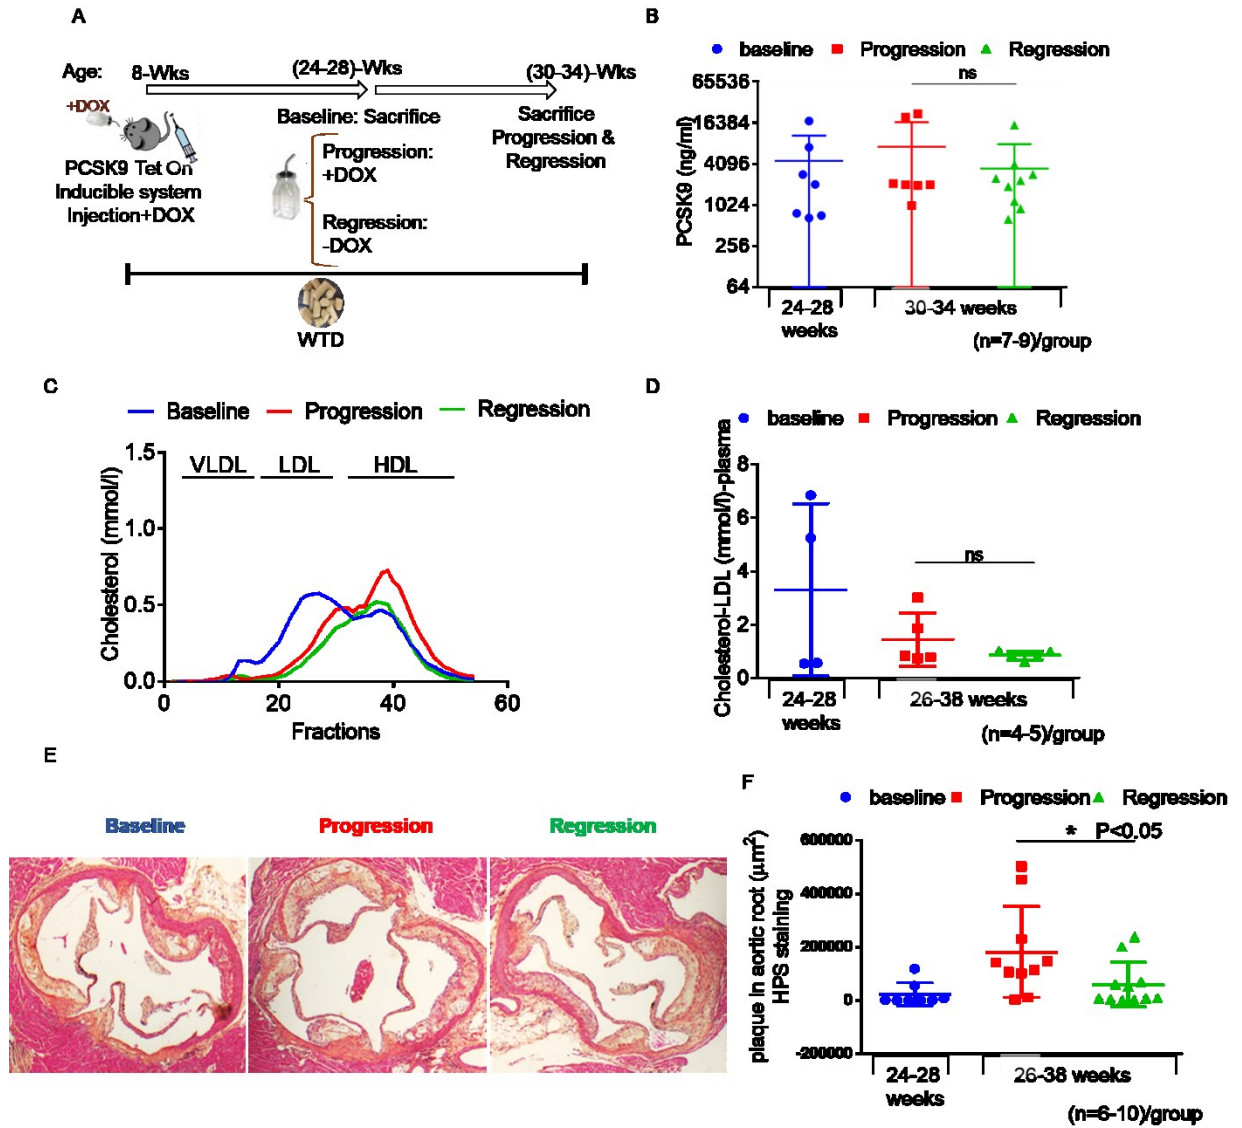 A
Age:
8-Wks
(24-28)-Wks
(30-34)-Wks
+DOX
PCSK9 Tet On
Inducible system
Injection+DOX
Baseline: Sacrifice
Progression:
+DOX
Regression:
-DOX
Sacrifice
Progression &
Regression
WTD
B
baseline Progression Regression
ns
PCSK9 (ng/ml)
65536
16384
4096
1024
256
64
24-28
weeks
30-34 weeks
(n=7-9)/group
C
Baseline Progression Regression
VLDL LDL HDL
Cholesterol (mmol/l)
1.5
1.0
0.5
0.0
0 20 40 60
Fractions
D
baseline Progression Regression
ns
Cholesterol-LDL (mmol/l)-plasma
8
6
4
2
0
24-28
weeks
26-38 weeks
(n=4-5)/group
E
Baseline Progression Regression
F
baseline Progression Regression
* P<0.05
plaque in aortic root (μm²)
HPS staining
600000
400000
200000
0
-200000
24-28
weeks
26-38 weeks
(n=6-10)/group